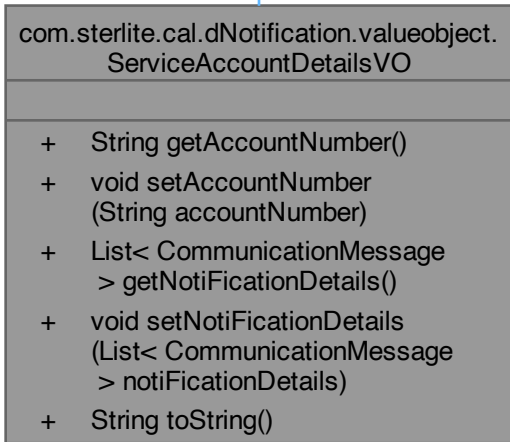 com.sterlite.cal.dNotification.valueobject.
ServiceAccountDetailsVO
+ String getAccountNumber()
+ void setAccountNumber
(String accountNumber)
+ List< CommunicationMessage
> getNotiFicationDetails()
+ void setNotiFicationDetails
(List< CommunicationMessage
> notiFicationDetails)
+ String toString()